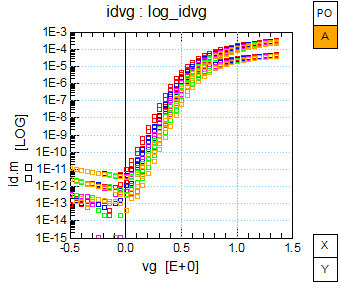 idvg : log_idvg
PO
A
1E-3
1E-4
1E-5
1E-6
1E-7
1E-8
1E-9
1E-10
1E-11
1E-12
1E-13
1E-14
1E-15
id.m [LOG]
-0.5
0.0
0.5
1.0
1.5
vg [E+0]
X
Y